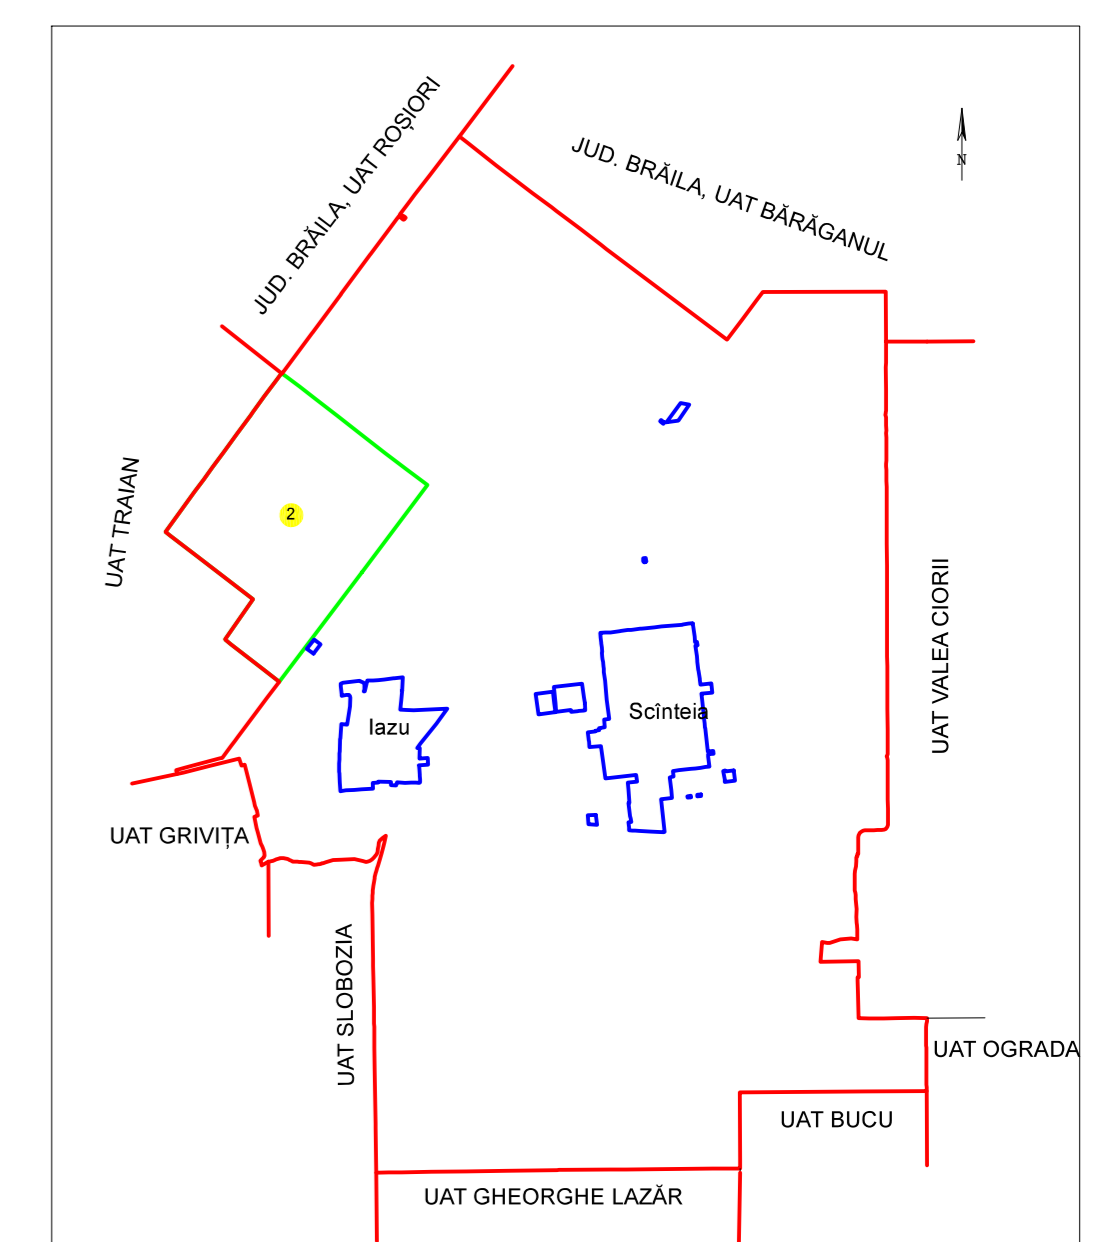 JUD. BRĂILA, UAT ROȘIORI
JUD. BRĂILA, UAT BĂRĂGANUL
N
UAT TRAIAN
2
UAT VALEA CIORII
Iazu
Scînteia
UAT GRIVIȚA
UAT SLOBOZIA
UAT OGRADA
UAT BUCU
UAT GHEORGHE LAZĂR